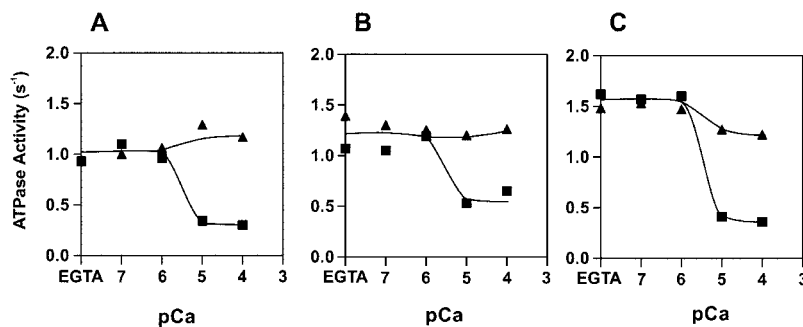 A B C
ATPase Activity (s⁻¹)
2.0 2.0 2.0
1.5 1.5 1.5
1.0 1.0 1.0
0.5 0.5 0.5
0.0 0.0 0.0
EGTA 7 6 5 4 3 EGTA 7 6 5 4 3 EGTA 7 6 5 4 3
pCa pCa pCa